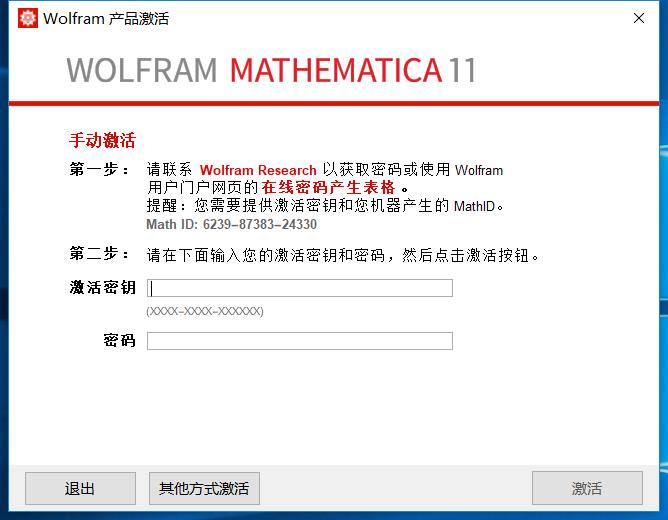 Wolfram 产品激活
WOLFRAM MATHEMATICA 11
手动激活
第一步： 请联系 Wolfram Research 以获取密码或使用 Wolfram
用户门户网页的在线密码产生表格 。
提醒：您需要提供激活密钥和您机器产生的 MathID。
Math ID: 6239-87383-24330
第二步： 请在下面输入您的激活密钥和密码，然后点击激活按钮。
激活密钥
(XXXX-XXXX-XXXXXX)
密码
退出 其他方式激活 激活